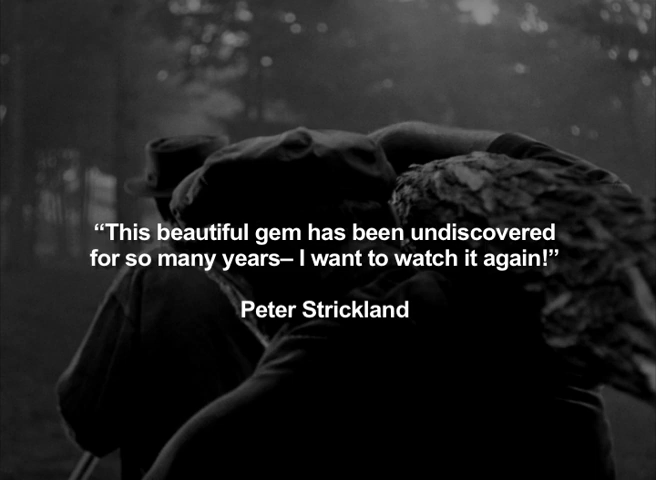 “This beautiful gem has been undiscovered
for so many years– I want to watch it again!”
Peter Strickland